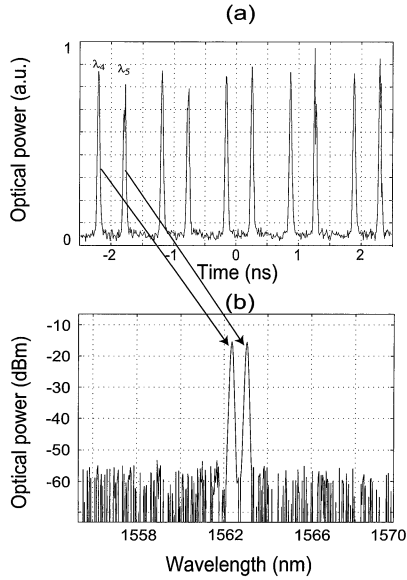 (a)
Optical power (a.u.)
1
0
λ4 λ5
-2 -1 0 1 2
Time (ns)
(b)
Optical power (dBm)
-10
-20
-30
-40
-50
-60
1558 1562 1566 1570
Wavelength (nm)